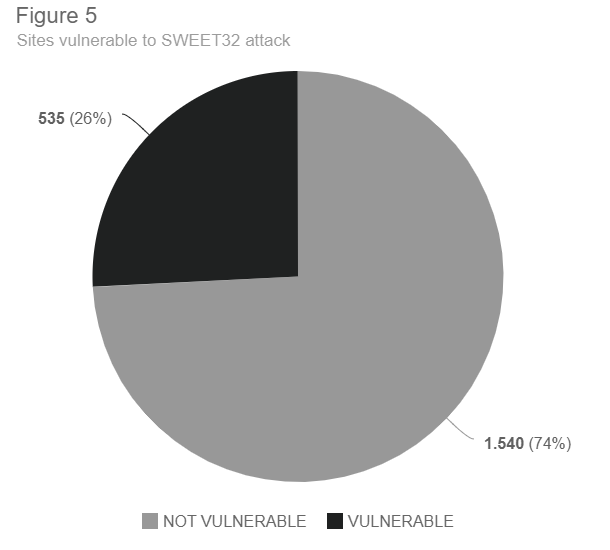 Figure 5
Sites vulnerable to SWEET32 attack
535 (26%)
1.540 (74%)
NOT VULNERABLE
VULNERABLE